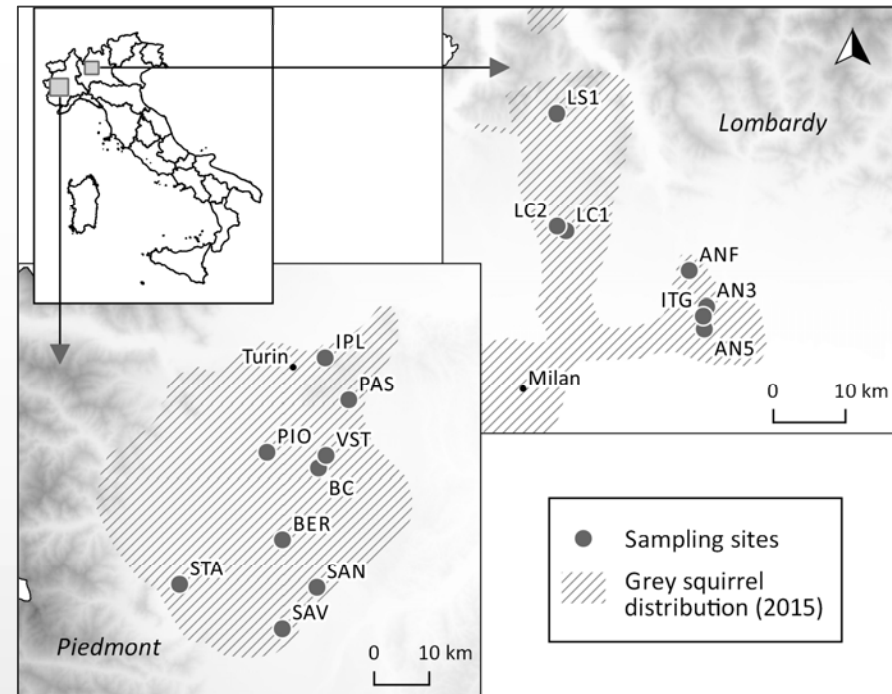 LS1
Lombardy
LC2
LC1
ANF
AN3
ITG
AN5
Milan
0 10 km
IPL
Turin
PAS
PIO
VST
BC
BER
STA
SAN
SAV
Piedmont
0 10 km
Sampling sites
Grey squirrel
distribution (2015)